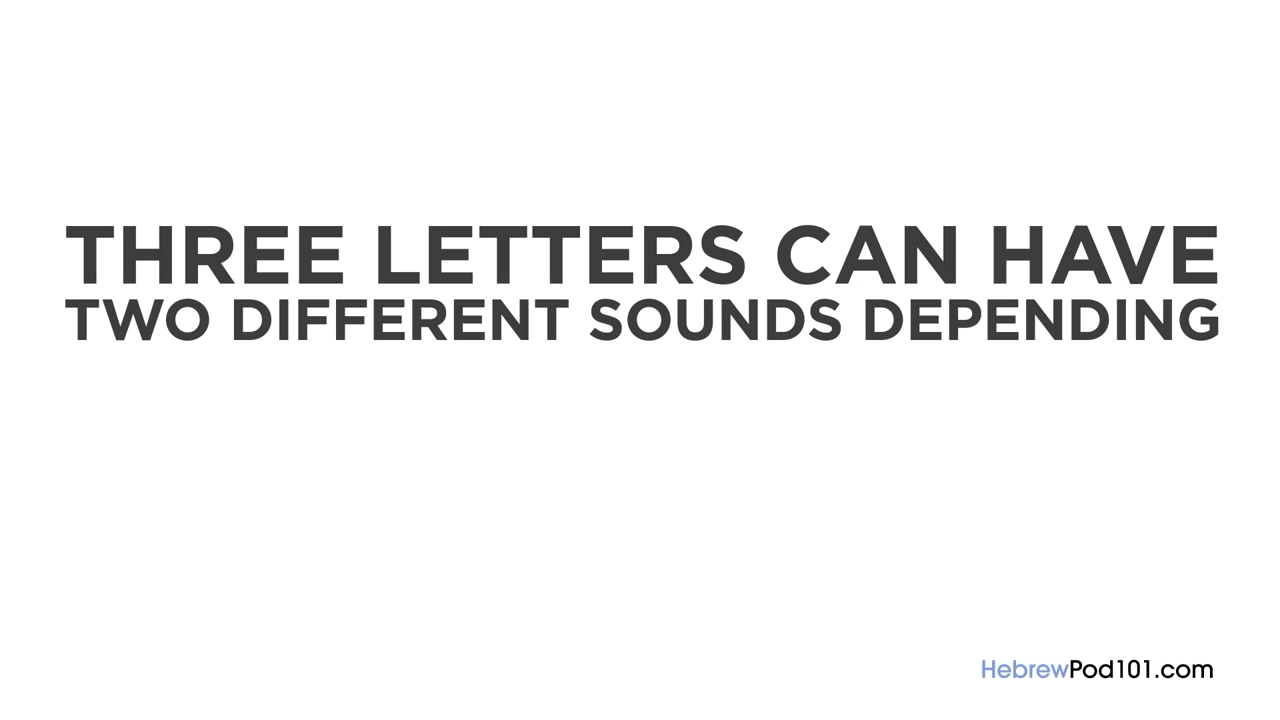 THREE LETTERS CAN HAVE
TWO DIFFERENT SOUNDS DEPENDING
HebrewPod101.com